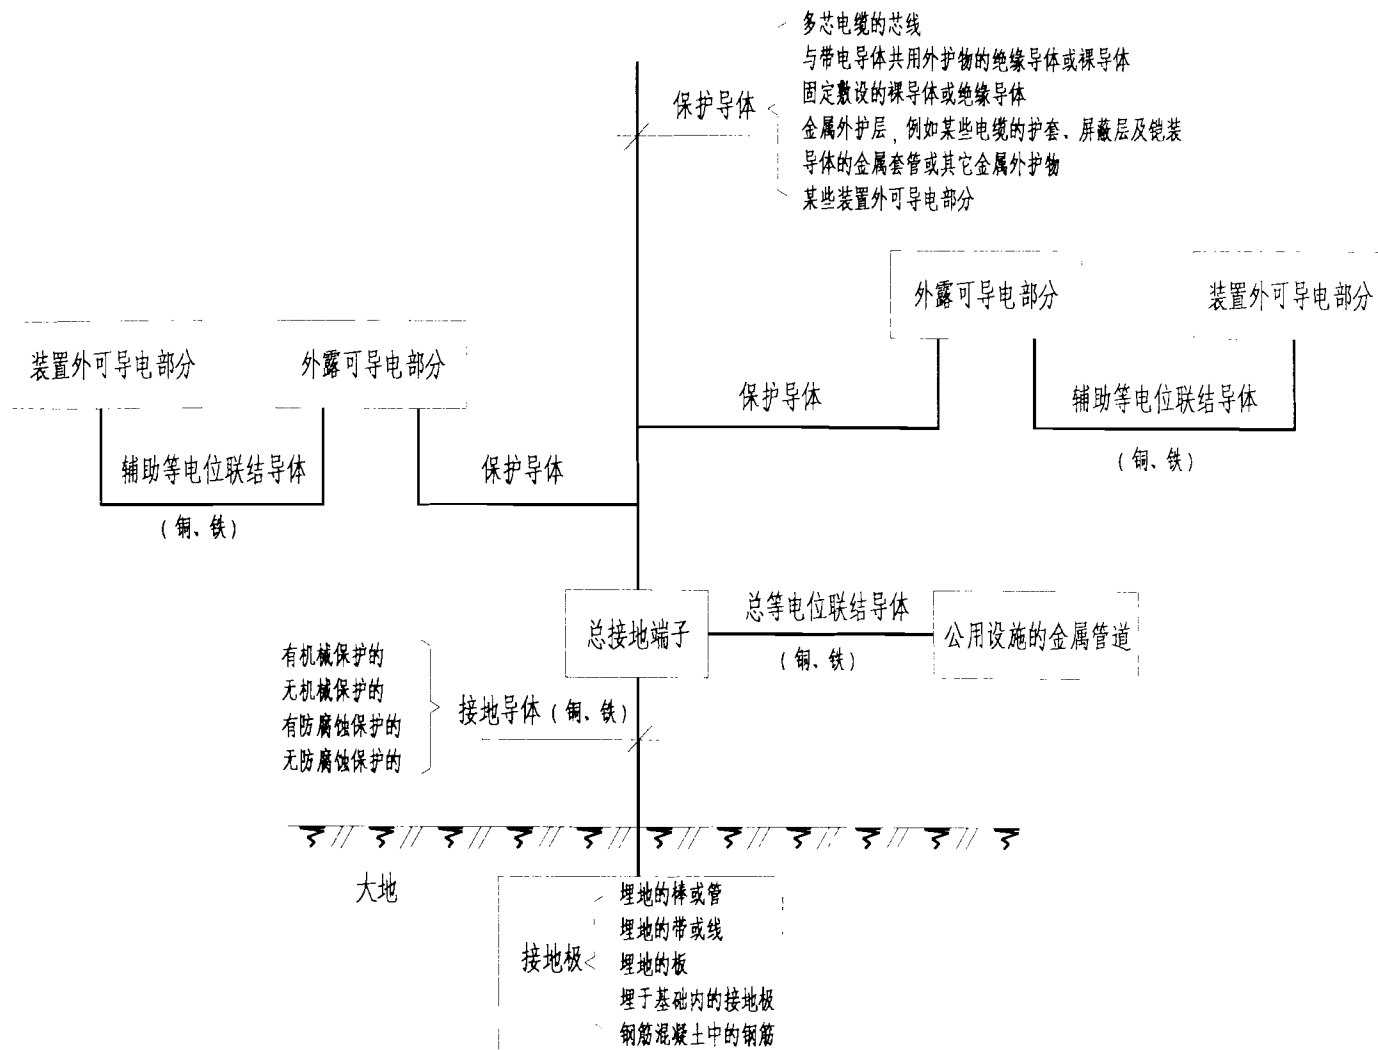 多芯电缆的芯线
与带电导体共用外护物的绝缘导体或裸导体
固定敷设的裸导体或绝缘导体
保护导体
金属外护层，例如某些电缆的护套、屏蔽层及铠装
导体的金属套管或其它金属外护物
某些装置外可导电部分
外露可导电部分
装置外可导电部分
装置外可导电部分
外露可导电部分
保护导体
辅助等电位联结导体
(铜、铁)
辅助等电位联结导体
保护导体
(铜、铁)
总接地端子
总等电位联结导体
(铜、铁)
公用设施的金属管道
有机械保护的
无机械保护的
有防腐蚀保护的
无防腐蚀保护的
接地导体(铜、铁)
大地
接地极
埋地的棒或管
埋地的带或线
埋地的板
埋于基础内的接地极
钢筋混凝土中的钢筋